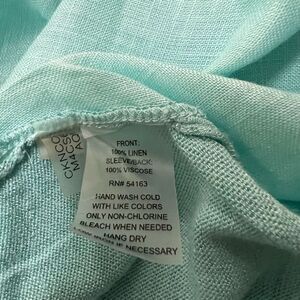 FRONT:
100% LINEN
SLEEVE/BACK:
100% VISCOSE
RN# 54163
HAND WASH COLD
WITH LIKE COLORS
ONLY NON-CHLORINE
BLEACH WHEN NEEDED
HANG DRY
IF NECESSARY